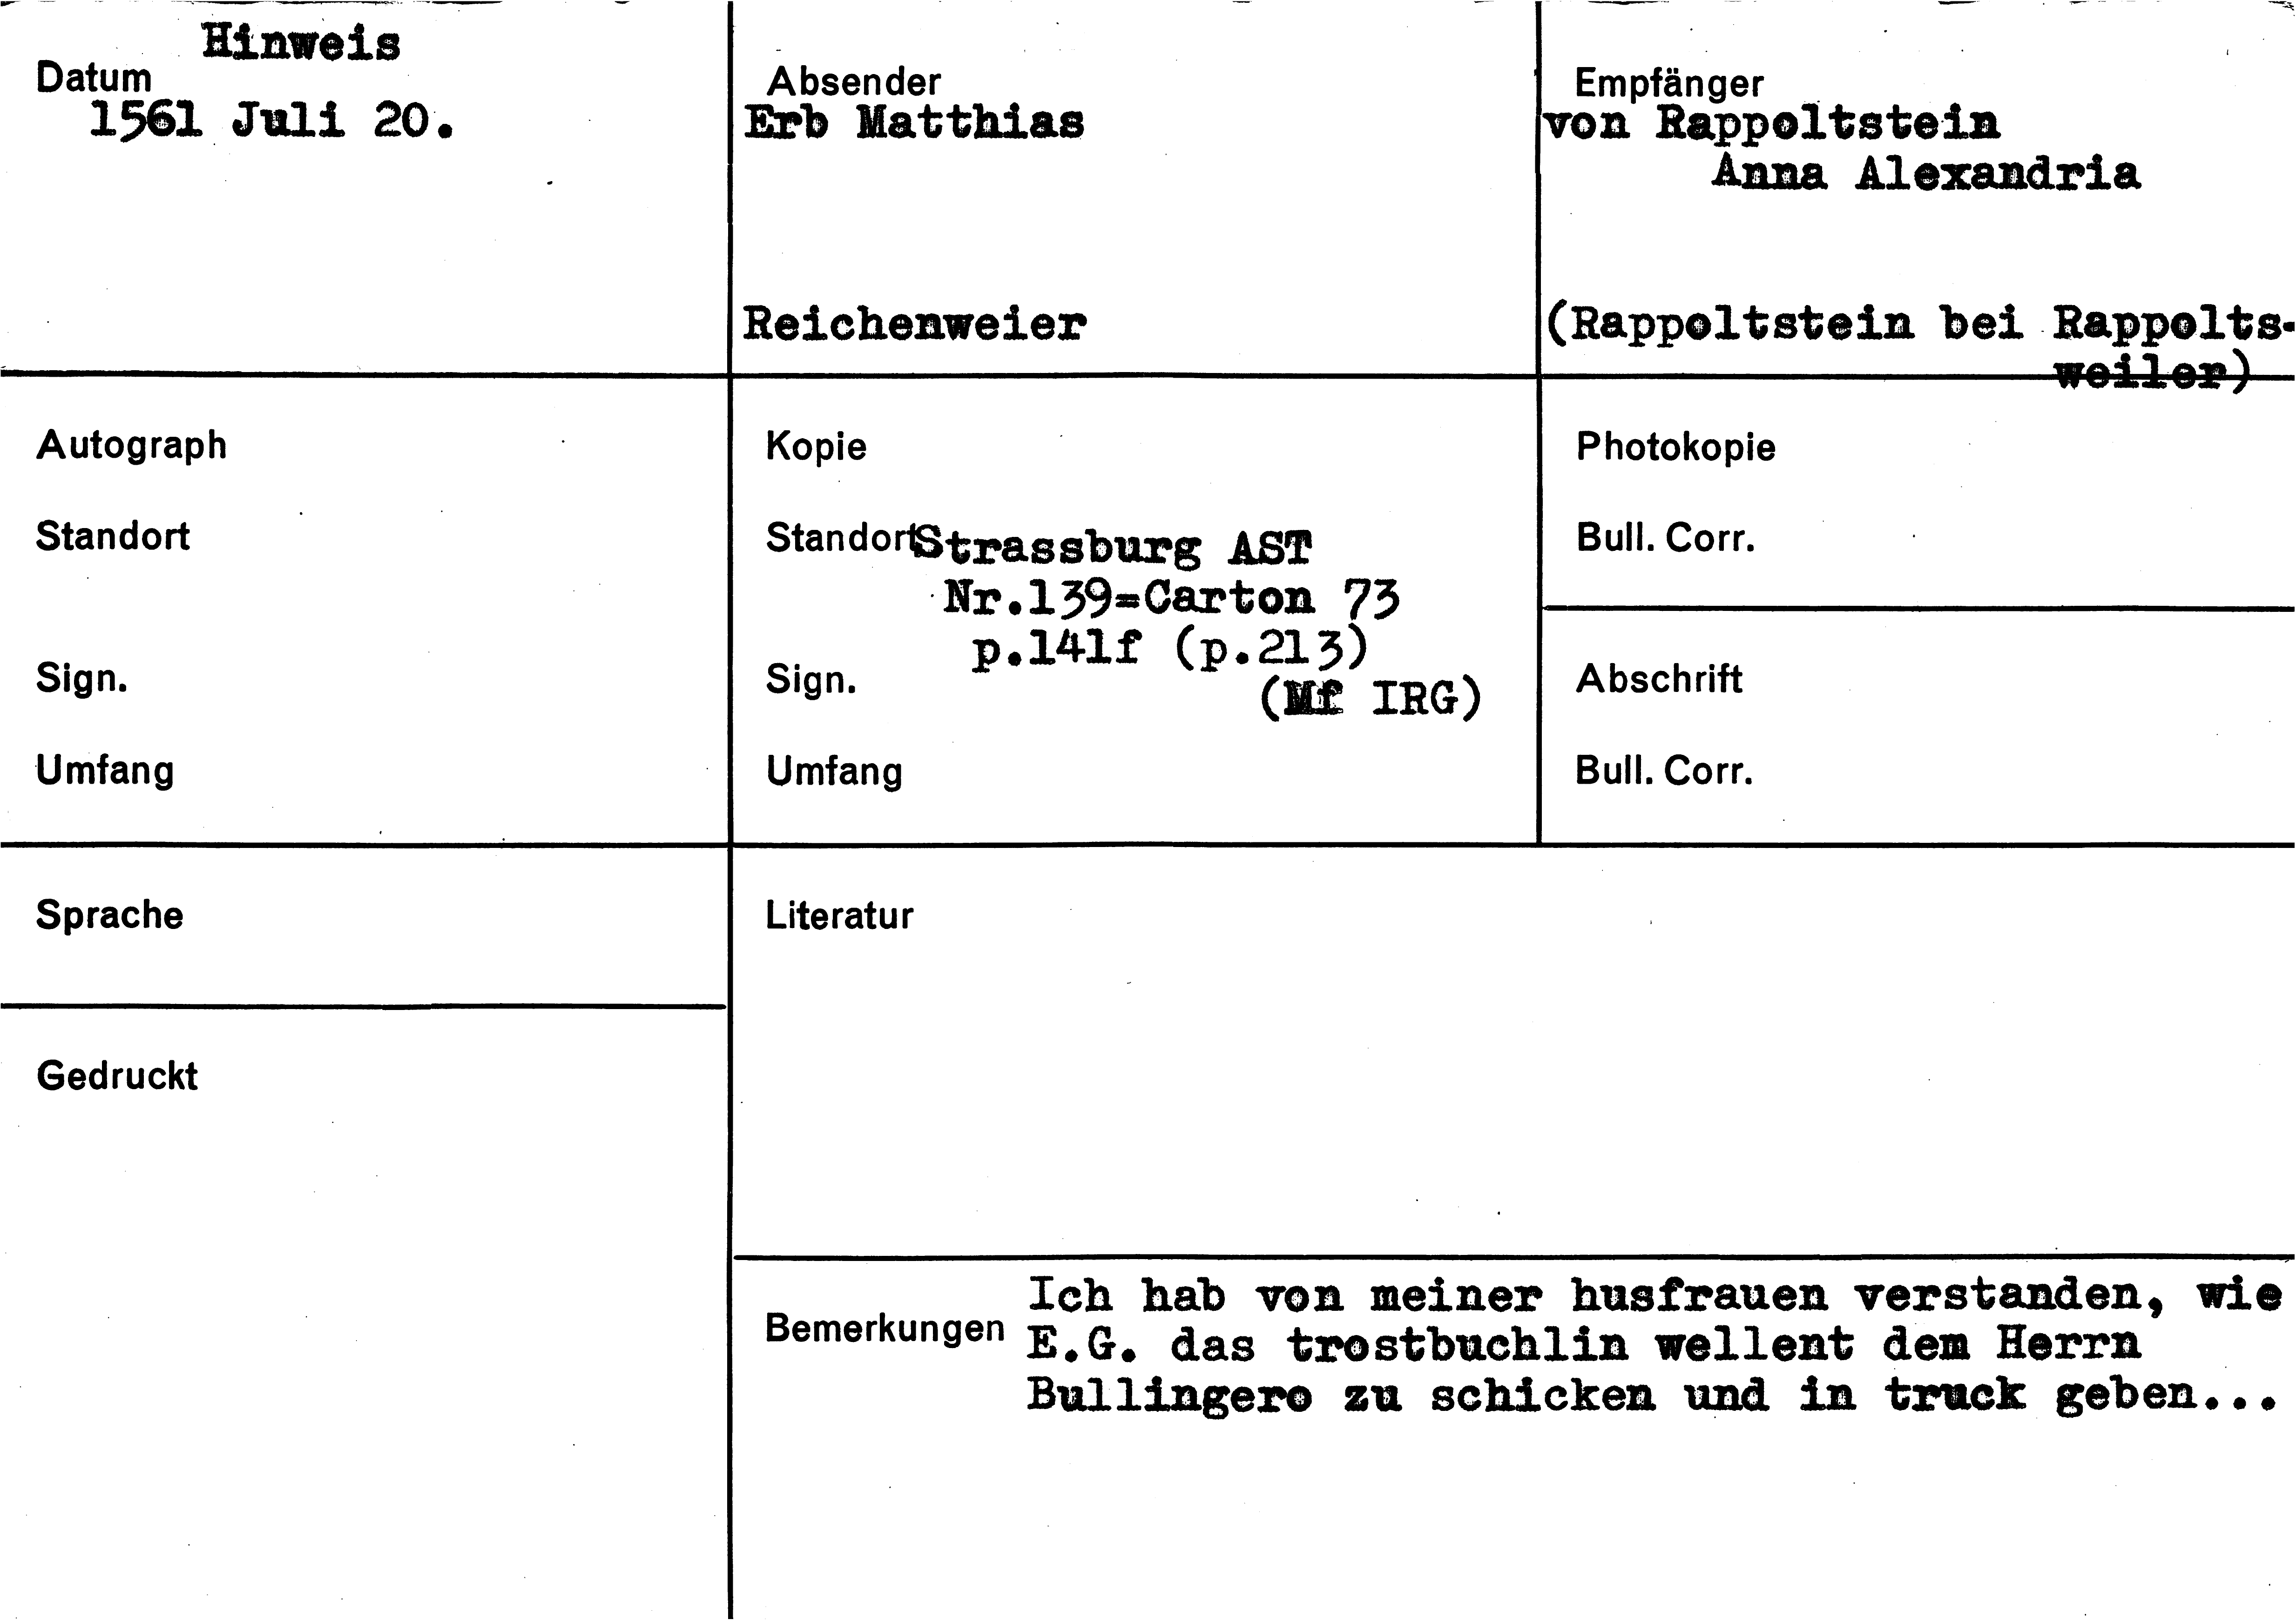 Hinweis
Datum
1561 Juli 20.
Absender
Erb Matthias
Reichenweier
Empfänger
von Rappoltstein
Anna Alexandria
(Rappoltstein bei Rappolts-
weiler)
Autograph
Standort
Sign.
Umfang
Kopie
Standort Strassburg AST
Nr.139=Carton 73
p.141f (p.213)
Sign.
(Mf IRG)
Umfang
Photokopie
Bull. Corr.
Abschrift
Bull. Corr.
Sprache
Literatur
Gedruckt
Bemerkungen
Ich hab von meiner husfrauen verstanden, wie
E.G. das trostbuchlin wellent dem Herrn
Bullingero zu schicken und in truck geben...